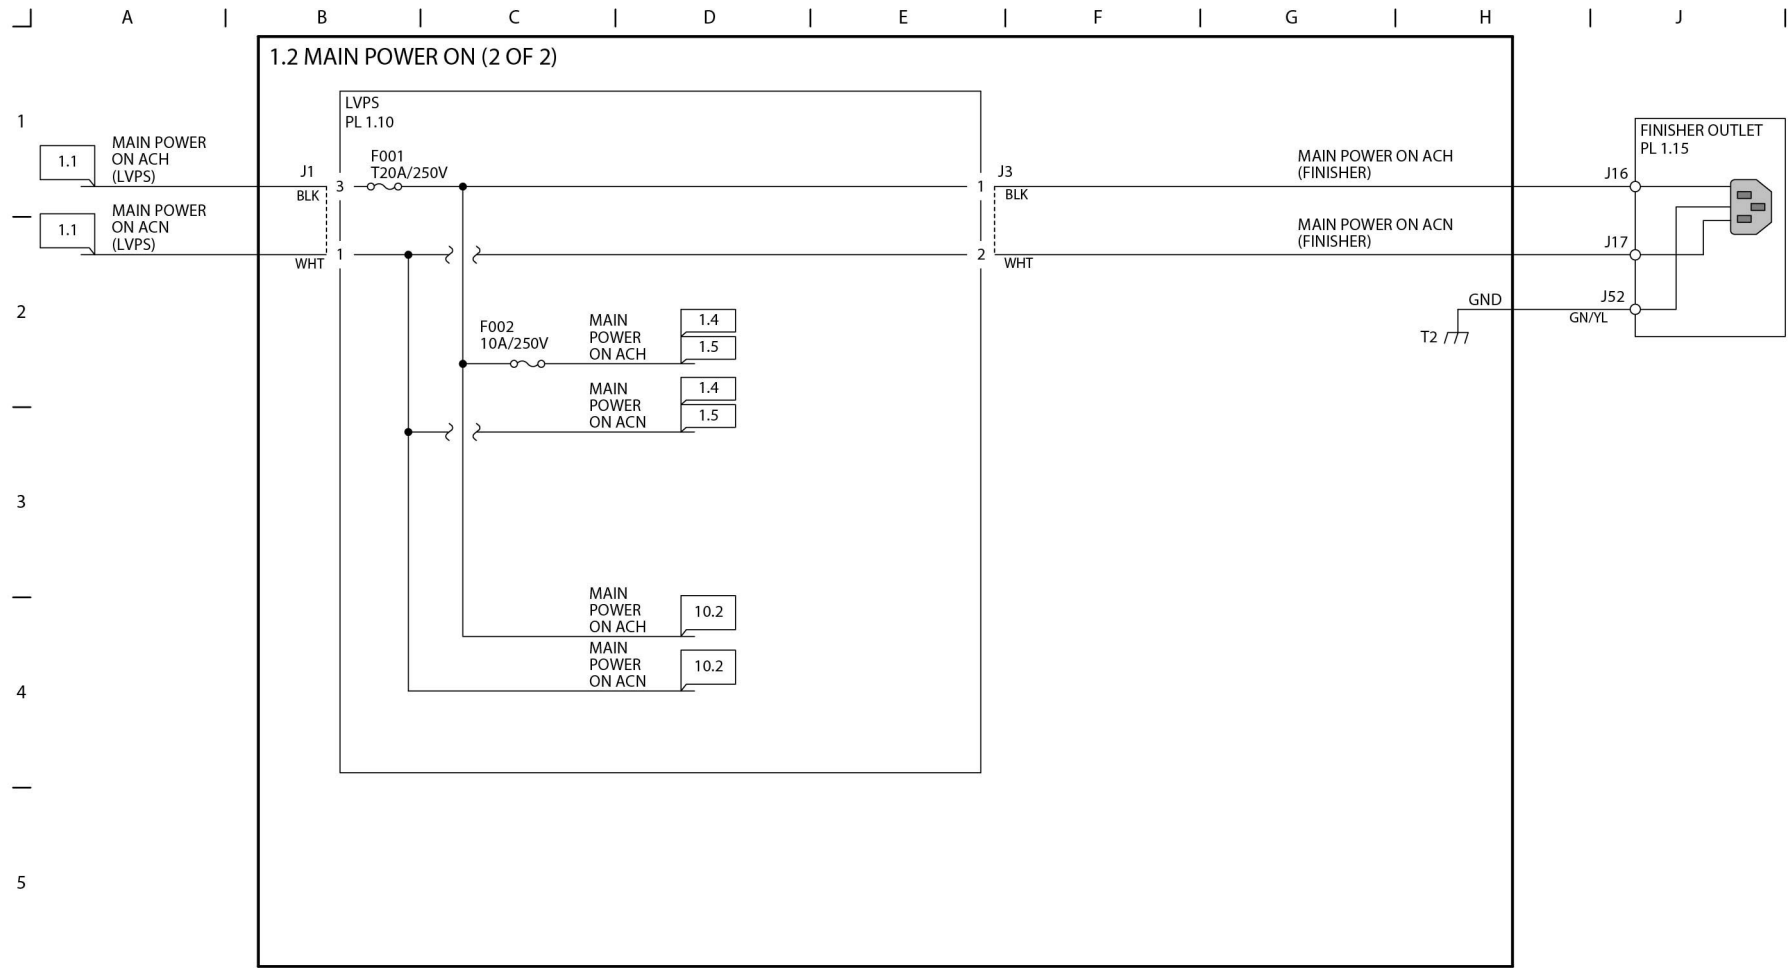 A B C D E F G H J
1.2 MAIN POWER ON (2 OF 2)
1
2
3
4
5
1.1
MAIN POWER
ON ACH
(LVPS)
1.1
MAIN POWER
ON ACN
(LVPS)
J1
BLK
WHT
3
1
LVPS
PL 1.10
F001
T20A/250V
F002
10A/250V
MAIN
POWER
ON ACH
1.4
1.5
MAIN
POWER
ON ACN
1.4
1.5
MAIN
POWER
ON ACH
10.2
MAIN
POWER
ON ACN
10.2
1
2
J3
BLK
WHT
MAIN POWER ON ACH
(FINISHER)
MAIN POWER ON ACN
(FINISHER)
GND
T2
GN/YL
J16
J17
J52
FINISHER OUTLET
PL 1.15